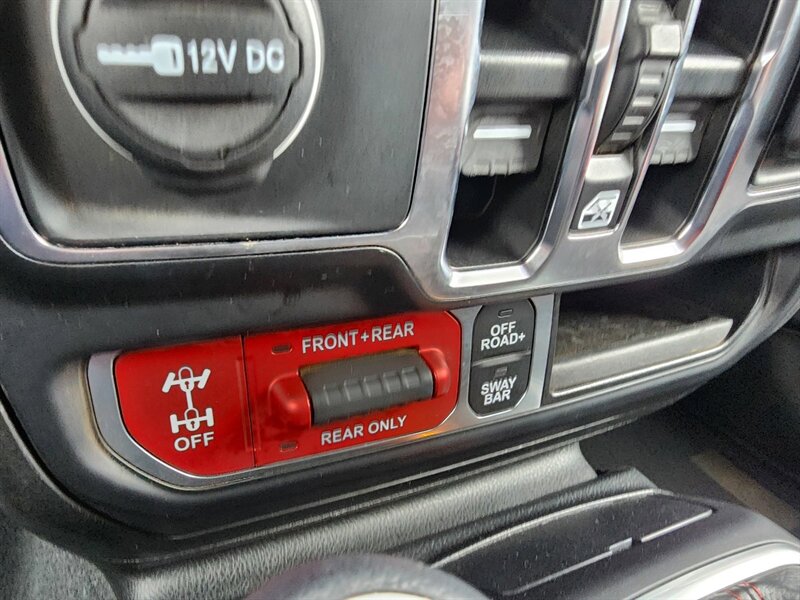 12V DC
FRONT+REAR
REAR ONLY
OFF
OFF
ROAD+
SWAY
BAR